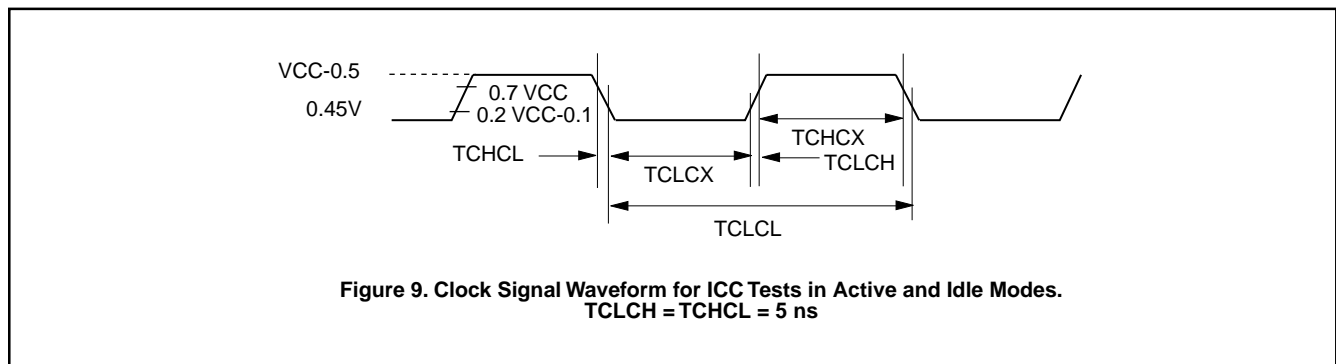 VCC-0.5
0.7 VCC
0.45V
0.2 VCC-0.1
TCHCX
TCHCL
TCLCH
TCLCX
TCLCL
Figure 9. Clock Signal Waveform for ICC Tests in Active and Idle Modes.
TCLCH = TCHCL = 5 ns